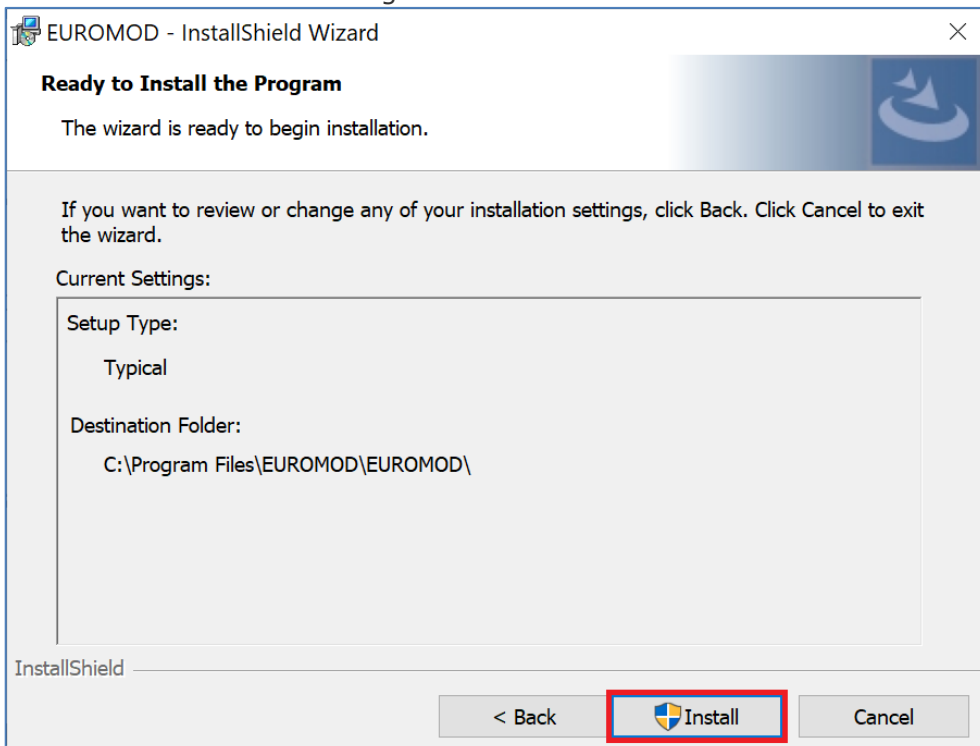 EUROMOD - InstallShield Wizard
Ready to Install the Program
The wizard is ready to begin installation.
If you want to review or change any of your installation settings, click Back. Click Cancel to exit
the wizard.
Current Settings:
Setup Type:
Typical
Destination Folder:
C:\Program Files\EUROMOD\EUROMOD\
InstallShield
< Back
Install
Cancel